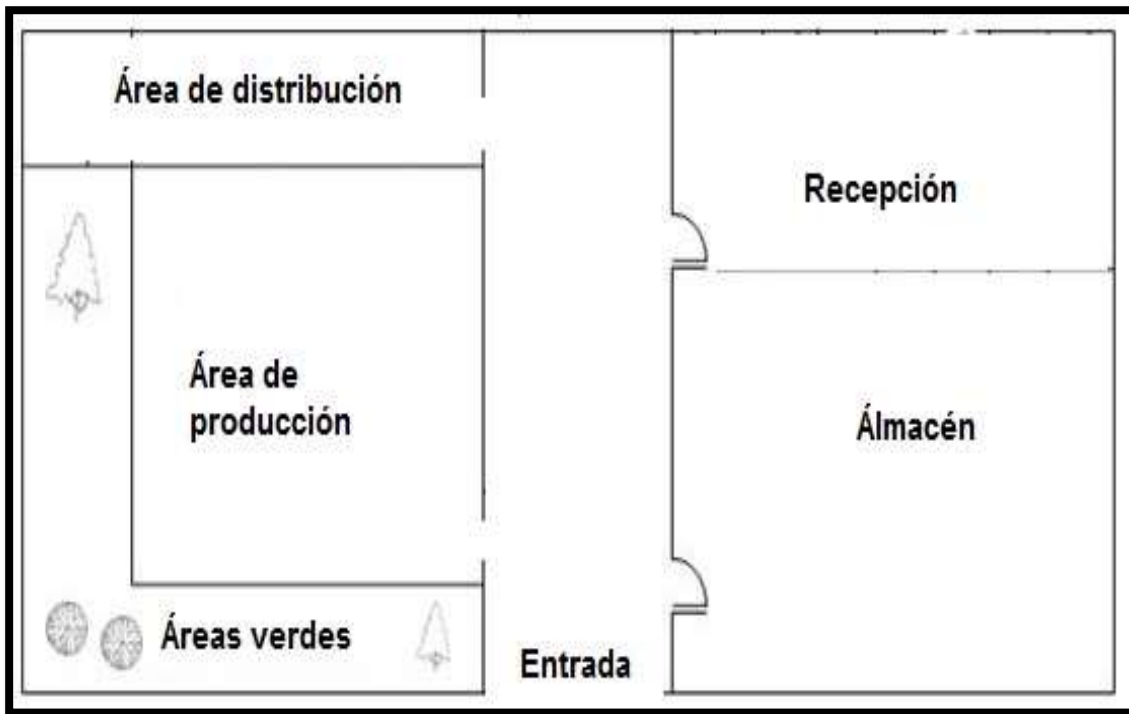 Área de distribución
Recepción
Área de
producción
Álmacén
Áreas verdes
Entrada